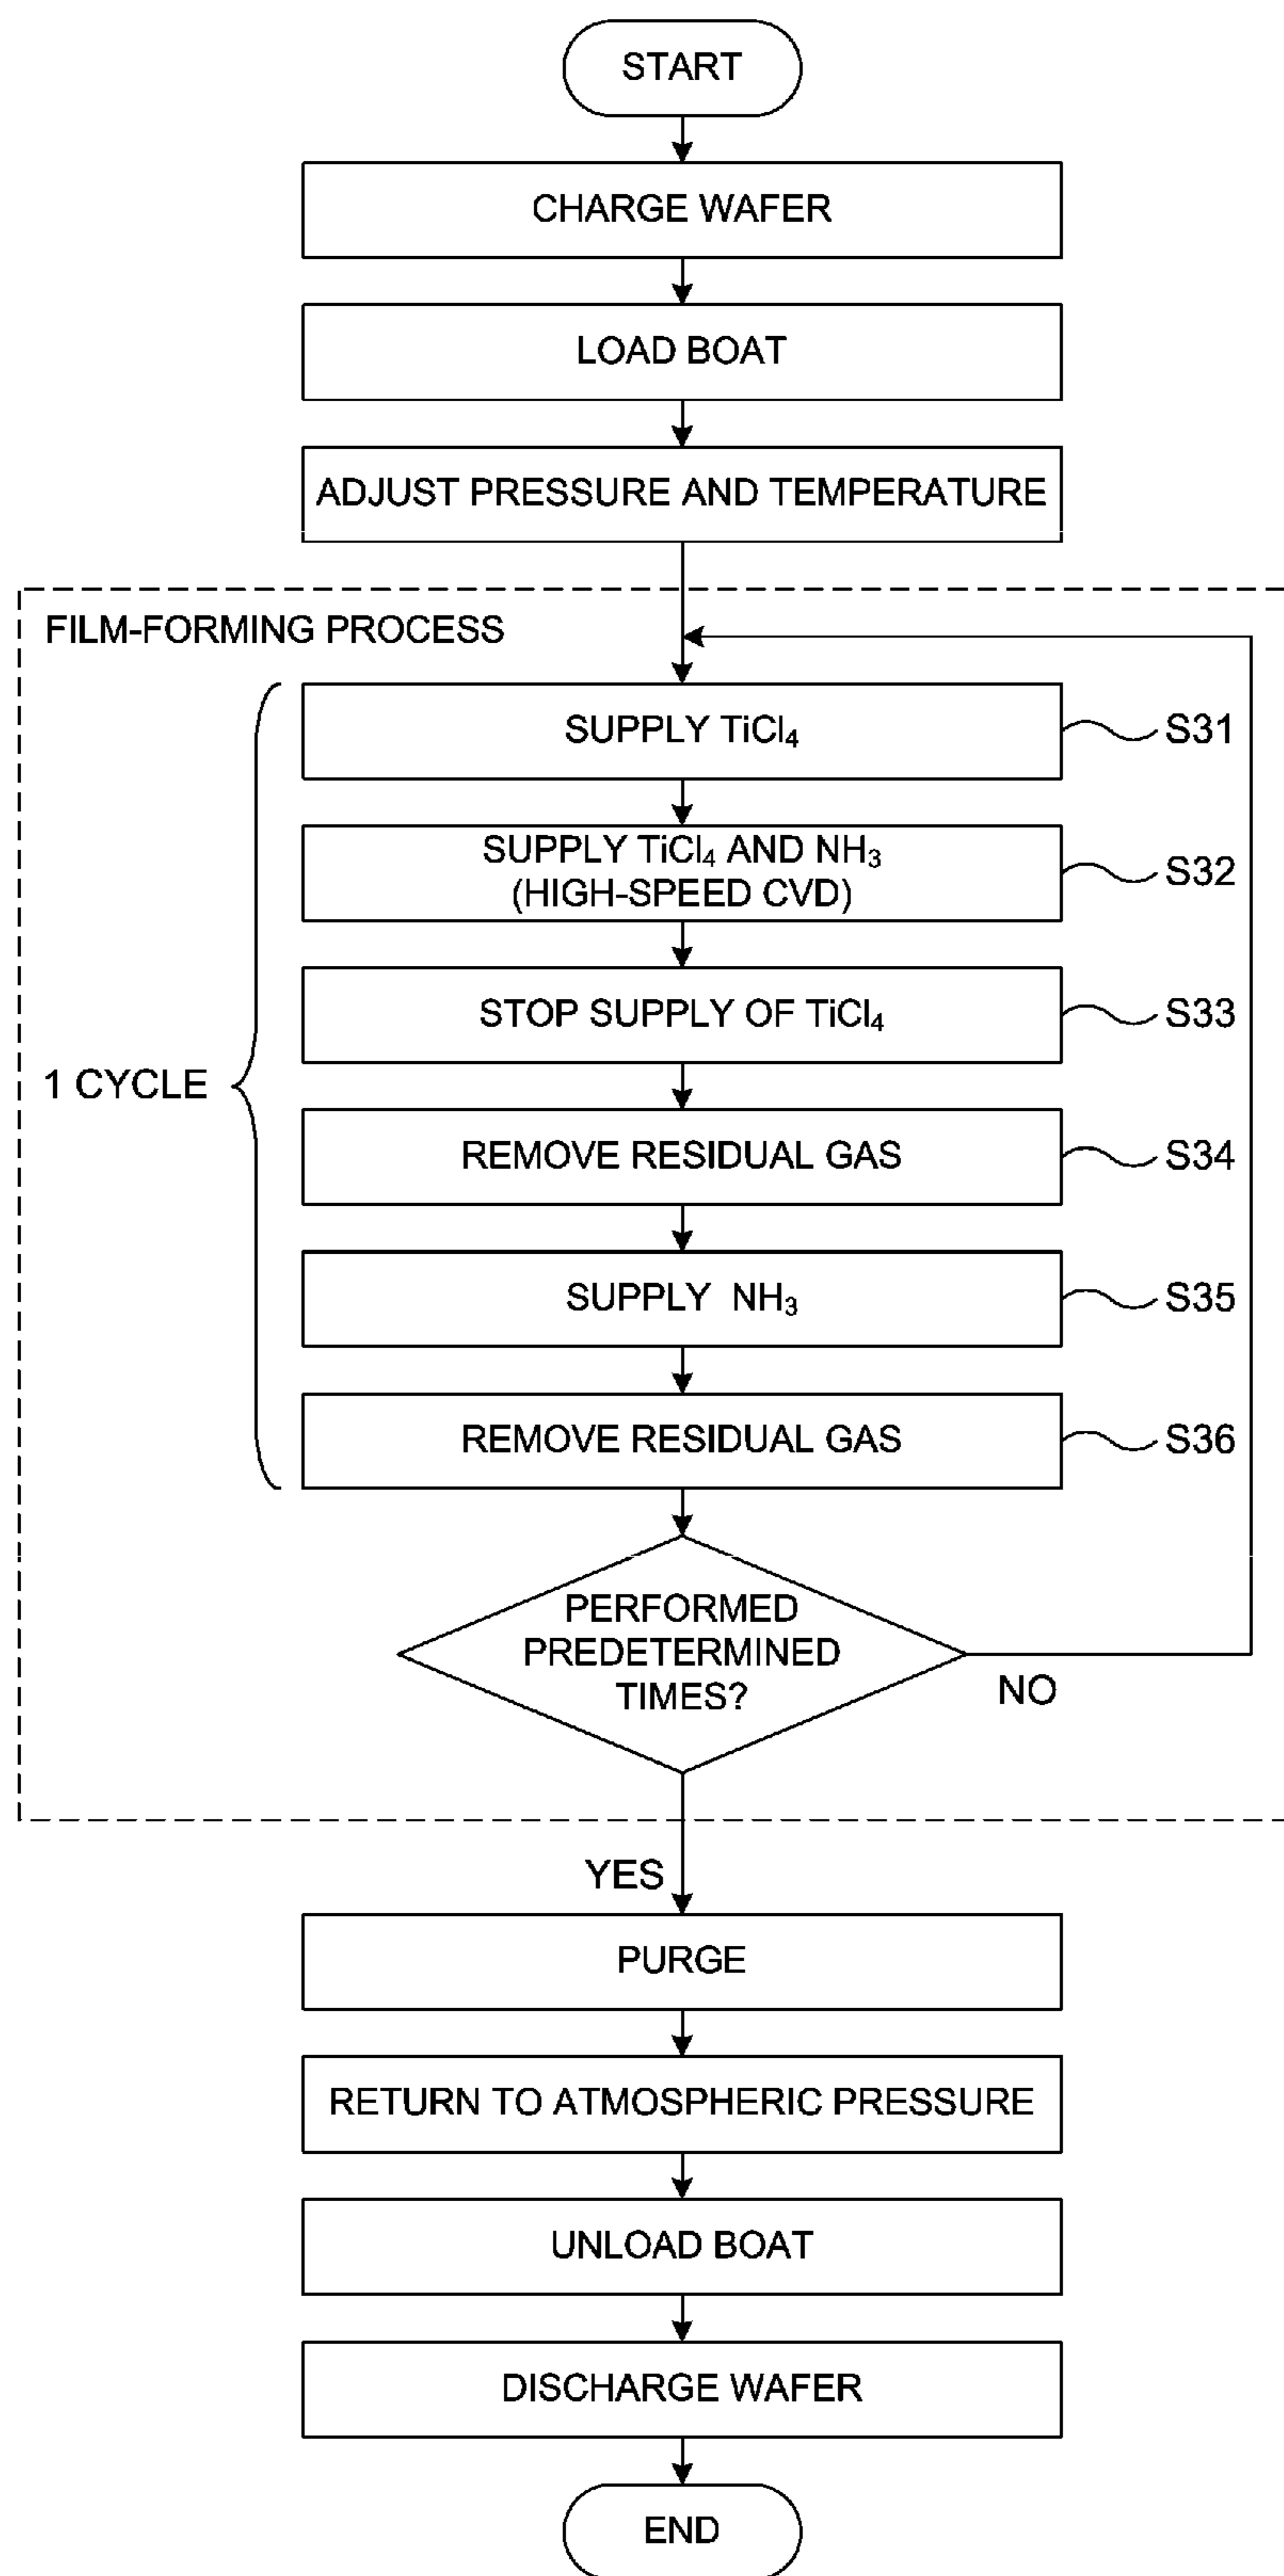 START
CHARGE WAFER
LOAD BOAT
ADJUST PRESSURE AND TEMPERATURE
FILM-FORMING PROCESS
SUPPLY TiCl₄
S31
SUPPLY TiCl₄ AND NH₃
(HIGH-SPEED CVD)
S32
STOP SUPPLY OF TiCl₄
S33
1 CYCLE
REMOVE RESIDUAL GAS
S34
SUPPLY NH₃
S35
REMOVE RESIDUAL GAS
S36
PERFORMED
PREDETERMINED
TIMES?
NO
YES
PURGE
RETURN TO ATMOSPHERIC PRESSURE
UNLOAD BOAT
DISCHARGE WAFER
END